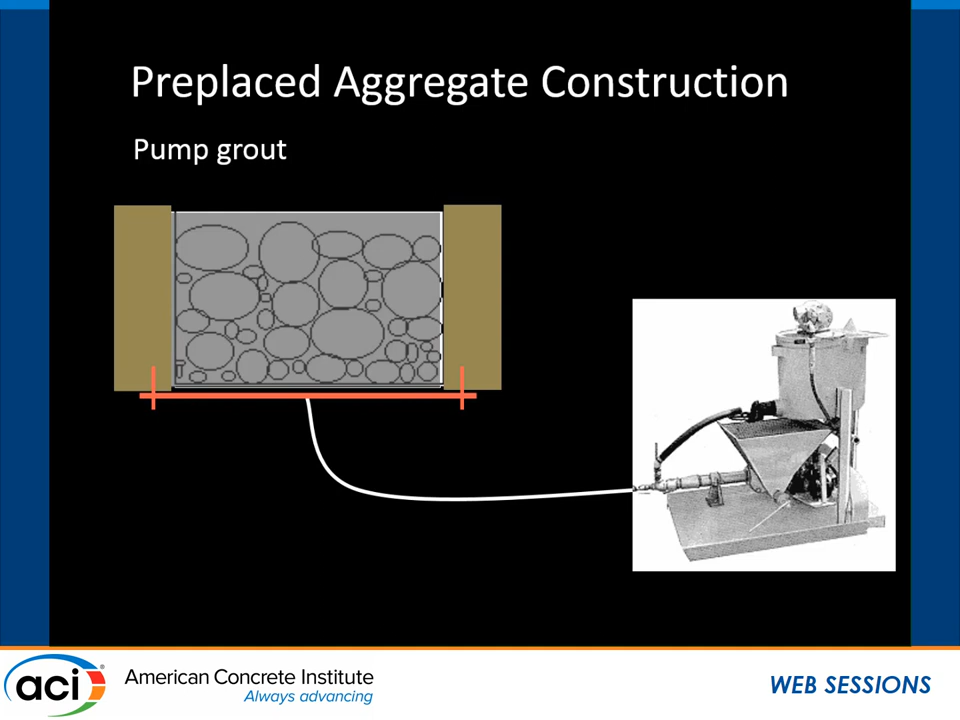 Preplaced Aggregate Construction
Pump grout
aci
American Concrete Institute
Always advancing
WEB SESSIONS